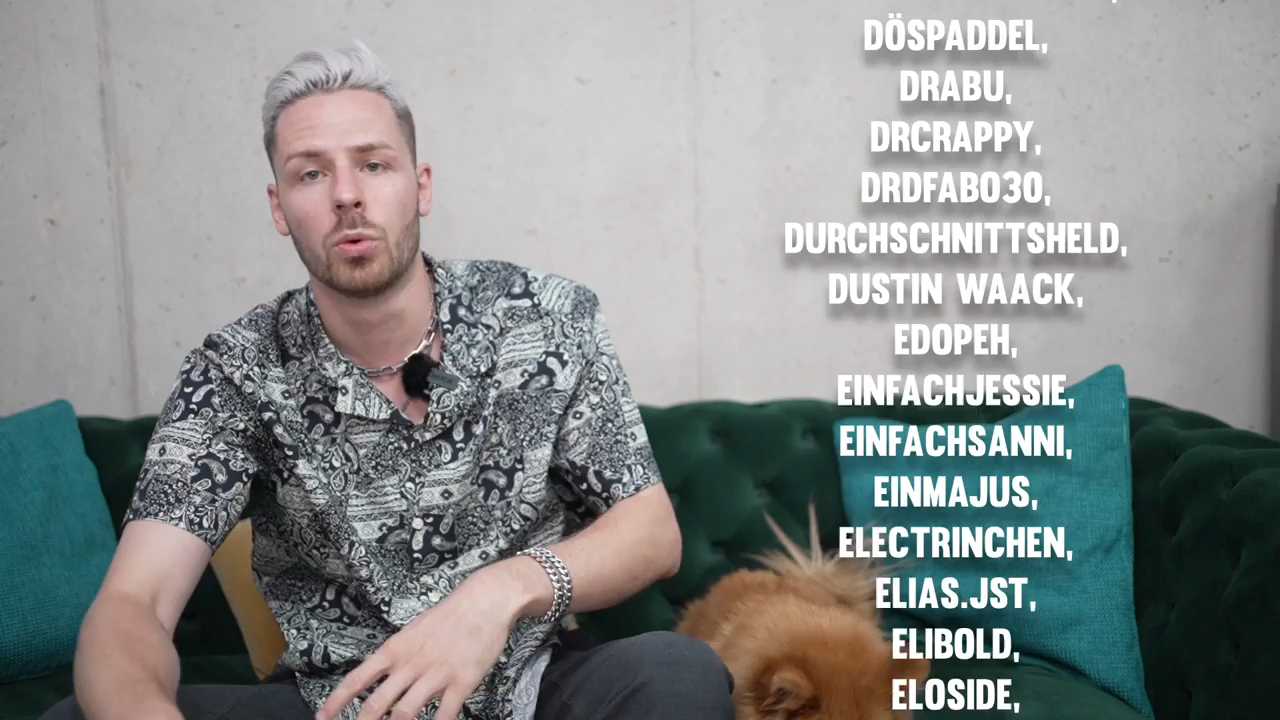 DÖSPADDEL,
DRABU,
DRCRAPPY,
DRDFABO30,
DURCHSCHNITTSHELD,
DUSTIN WAACK,
EDOPEH,
EINFACHJESSIE,
EINFACHSANNI,
EINMAJUS,
ELECTRINCHEN,
ELIAS.JST,
ELIBOLD,
ELOSIDE,